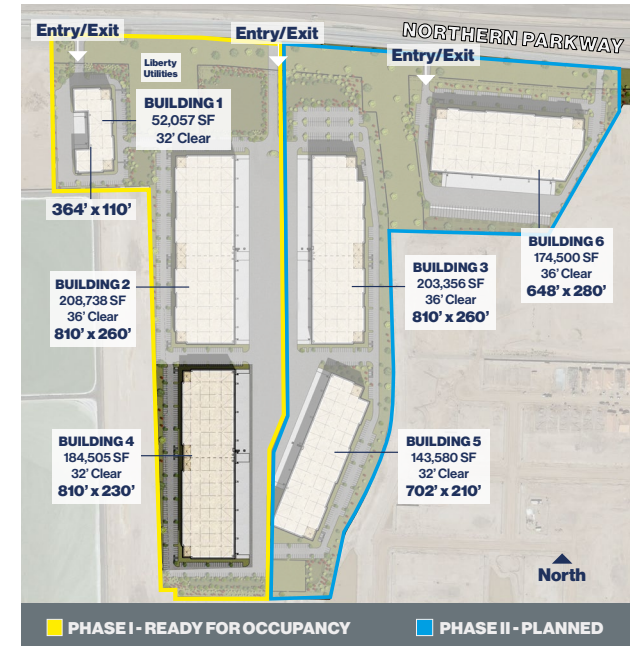 NORTHERN PARKWAY
Entry/Exit
Entry/Exit
Entry/Exit
Liberty
Utilities
BUILDING 1
52,057 SF
32’ Clear
364’ x 110’
BUILDING 2
208,738 SF
36’ Clear
810’ x 260’
BUILDING 3
203,356 SF
36’ Clear
810’ x 260’
BUILDING 6
174,500 SF
36’ Clear
648’ x 280’
BUILDING 4
184,505 SF
32’ Clear
810’ x 230’
BUILDING 5
143,580 SF
32’ Clear
702’ x 210’
North
PHASE I - READY FOR OCCUPANCY
PHASE II - PLANNED